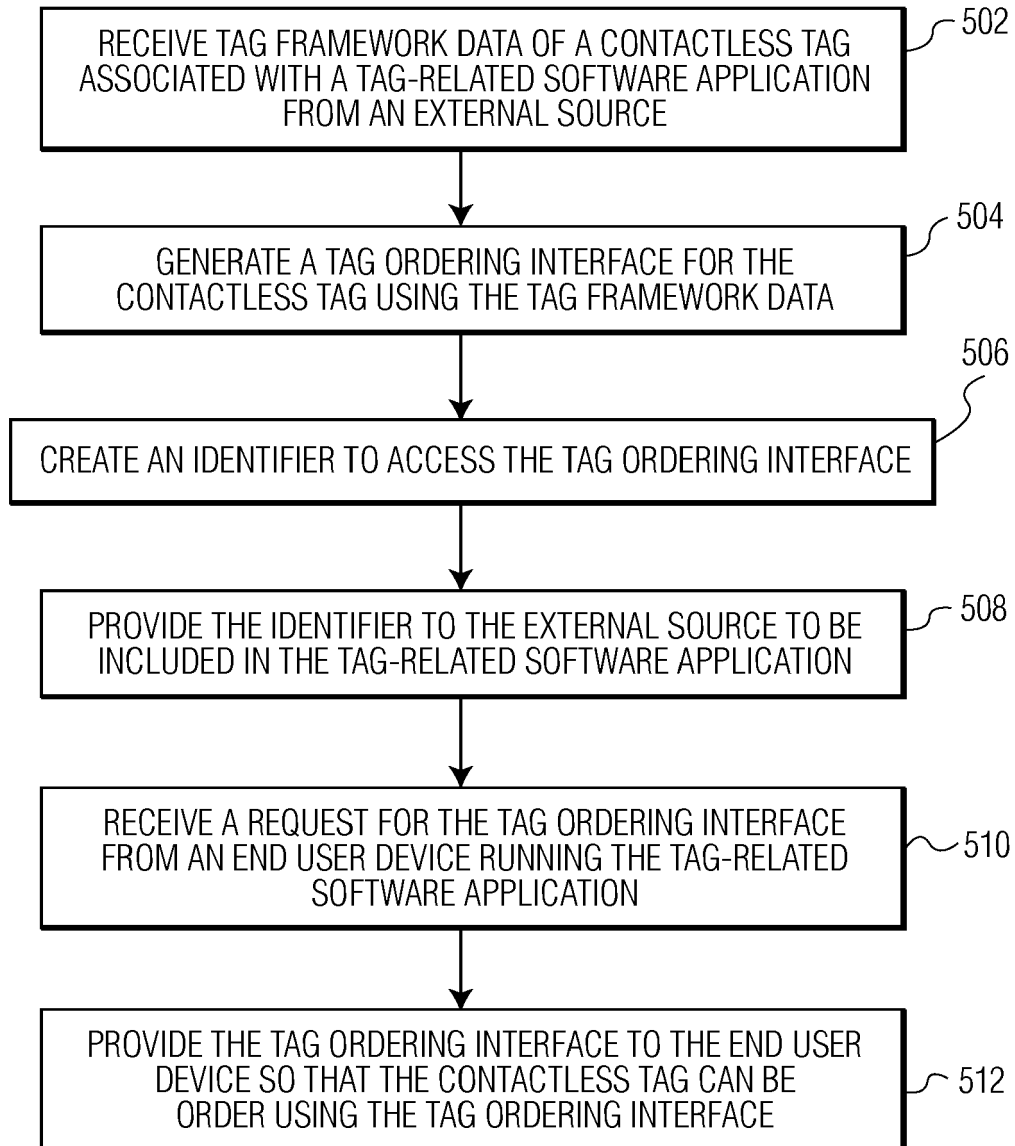 RECEIVE TAG FRAMEWORK DATA OF A CONTACTLESS TAG
ASSOCIATED WITH A TAG-RELATED SOFTWARE APPLICATION
FROM AN EXTERNAL SOURCE
502
GENERATE A TAG ORDERING INTERFACE FOR THE
CONTACTLESS TAG USING THE TAG FRAMEWORK DATA
504
CREATE AN IDENTIFIER TO ACCESS THE TAG ORDERING INTERFACE
506
PROVIDE THE IDENTIFIER TO THE EXTERNAL SOURCE TO BE
INCLUDED IN THE TAG-RELATED SOFTWARE APPLICATION
508
RECEIVE A REQUEST FOR THE TAG ORDERING INTERFACE
FROM AN END USER DEVICE RUNNING THE TAG-RELATED
SOFTWARE APPLICATION
510
PROVIDE THE TAG ORDERING INTERFACE TO THE END USER
DEVICE SO THAT THE CONTACTLESS TAG CAN BE
ORDER USING THE TAG ORDERING INTERFACE
512